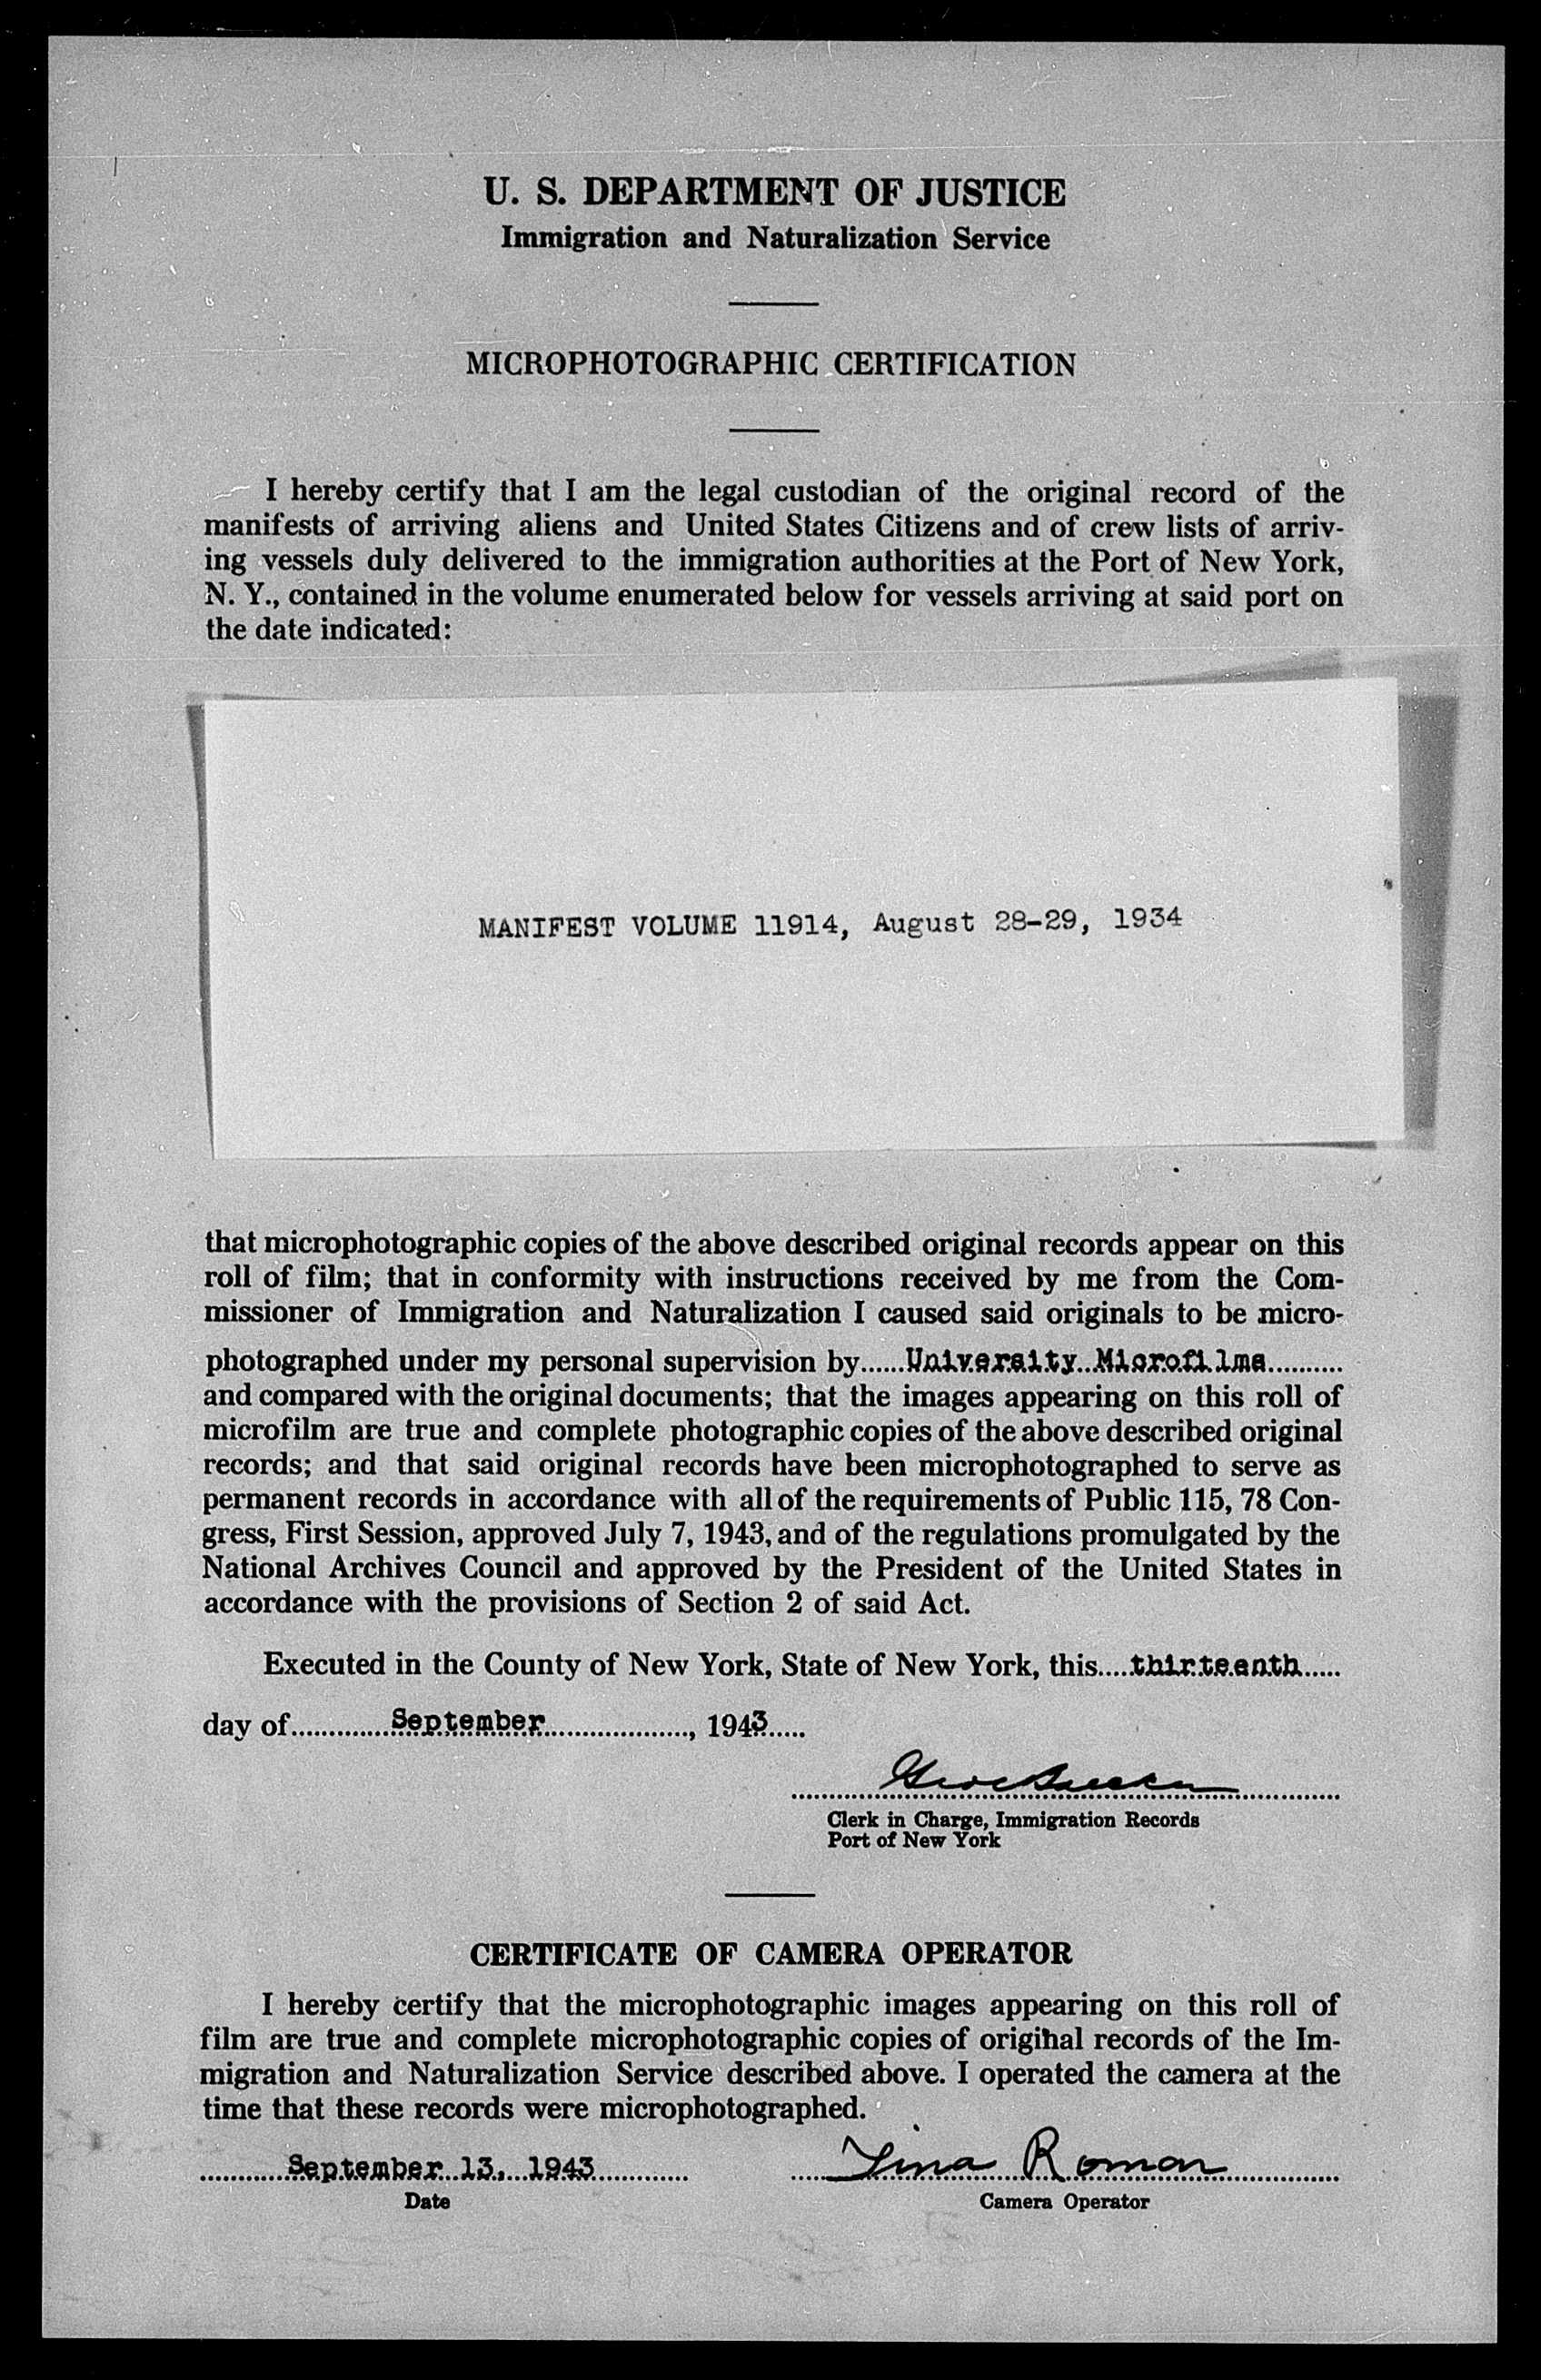 U. S. DEPARTMENT OF JUSTICE
Immigration and Naturalization Service
MICROPHOTOGRAPHIC CERTIFICATION
I hereby certify that I am the legal custodian of the original record of the
manifests of arriving aliens and United States Citizens and of crew lists of arriv-
ing vessels duly delivered to the immigration authorities at the Port of New York,
N. Y., contained in the volume enumerated below for vessels arriving at said port on
the date indicated:
MANIFEST VOLUME 11914, August 28-29, 1934
that microphotographic copies of the above described original records appear on this
roll of film; that in conformity with instructions received by me from the Com-
missioner of Immigration and Naturalization I caused said originals to be micro-
photographed under my personal supervision by......University Microfilms..........
and compared with the original documents; that the images appearing on this roll of
microfilm are true and complete photographic copies of the above described original
records; and that said original records have been microphotographed to serve as
permanent records in accordance with all of the requirements of Public 115, 78 Con-
gress, First Session, approved July 7, 1943, and of the regulations promulgated by the
National Archives Council and approved by the President of the United States in
accordance with the provisions of Section 2 of said Act.
Executed in the County of New York, State of New York, this.....thirteenth.....
day of.............September..................., 1943.....
Clerk in Charge, Immigration Records
Port of New York
CERTIFICATE OF CAMERA OPERATOR
I hereby certify that the microphotographic images appearing on this roll of
film are true and complete microphotographic copies of original records of the Im-
migration and Naturalization Service described above. I operated the camera at the
time that these records were microphotographed.
September 13, 1943 Tina Roman
Date Camera Operator